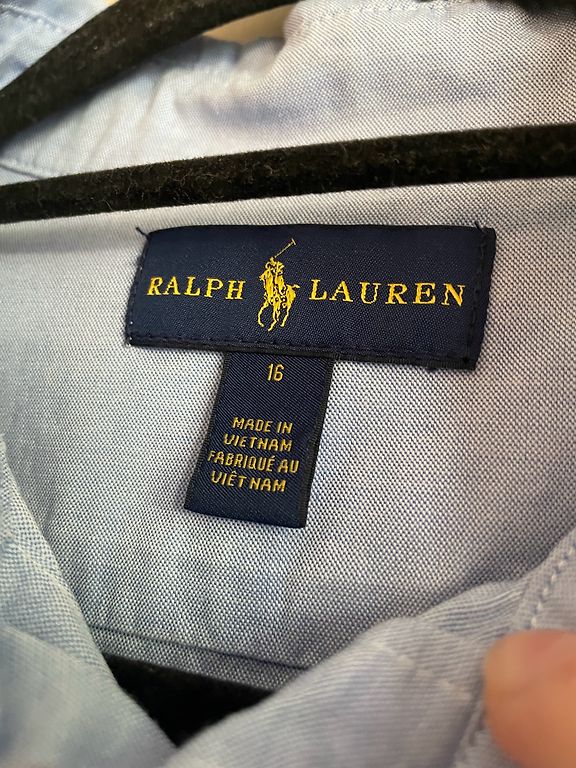 RALPH LAUREN
16
MADE IN
VIETNAM
FABRIQUÉ AU
VIÊT NAM